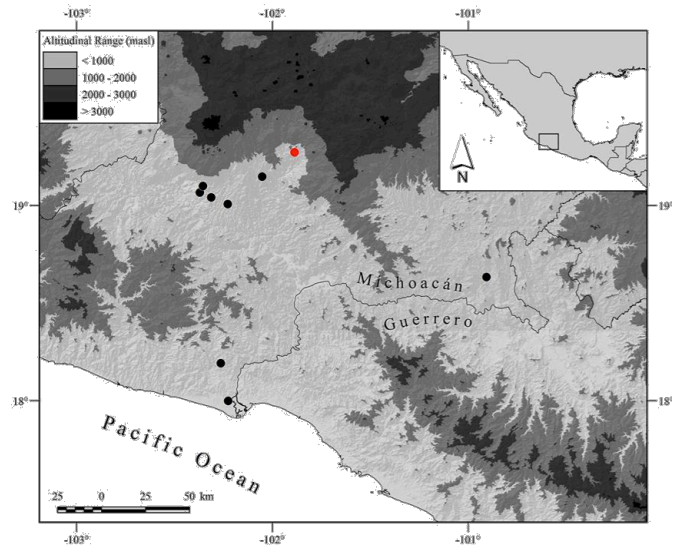 -103° -102° -101°
Altitudinal Range (masl)
< 1000
1000 - 2000
2000 - 3000
> 3000
N
19° 19°
Michoacán
Guerrero
18° 18°
Pacific Ocean
25 0 25 50 km
-103° -102° -101°